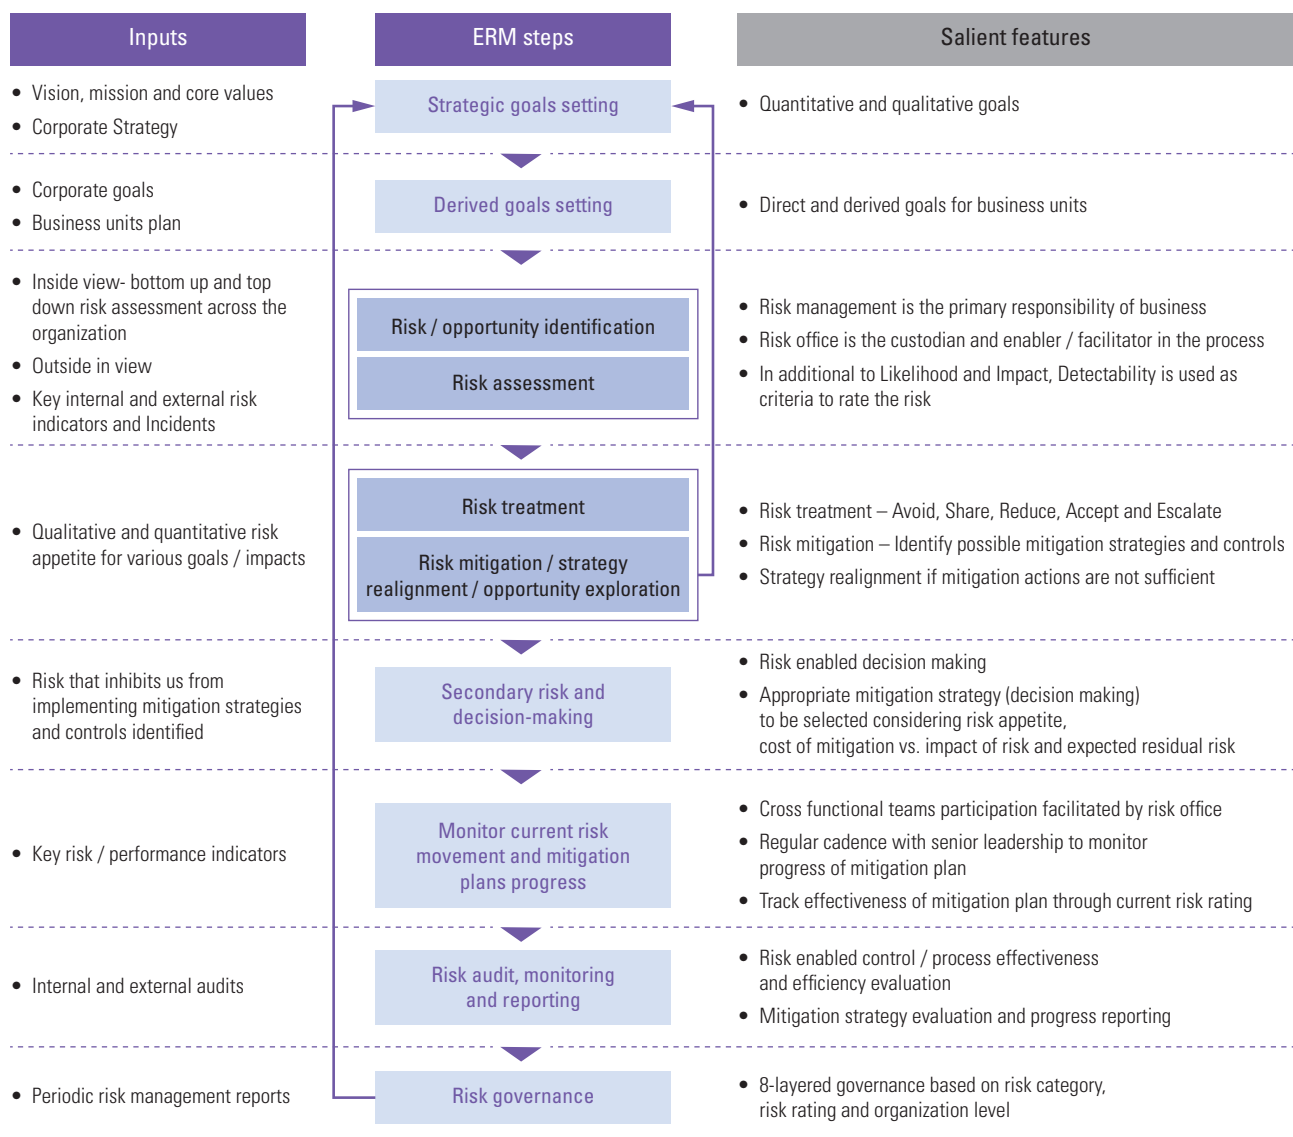 Inputs
ERM steps
Salient features
• Vision, mission and core values
• Corporate Strategy
Strategic goals setting
• Quantitative and qualitative goals
• Corporate goals
• Business units plan
Derived goals setting
• Direct and derived goals for business units
• Inside view- bottom up and top
down risk assessment across the
organization
• Outside in view
• Key internal and external risk
indicators and Incidents
Risk / opportunity identification
Risk assessment
• Risk management is the primary responsibility of business
• Risk office is the custodian and enabler / facilitator in the process
• In additional to Likelihood and Impact, Detectability is used as
criteria to rate the risk
• Qualitative and quantitative risk
appetite for various goals / impacts
Risk treatment
Risk mitigation / strategy
realignment / opportunity exploration
• Risk treatment – Avoid, Share, Reduce, Accept and Escalate
• Risk mitigation – Identify possible mitigation strategies and controls
• Strategy realignment if mitigation actions are not sufficient
• Risk that inhibits us from
implementing mitigation strategies
and controls identified
Secondary risk and
decision-making
• Risk enabled decision making
• Appropriate mitigation strategy (decision making)
to be selected considering risk appetite,
cost of mitigation vs. impact of risk and expected residual risk
• Key risk / performance indicators
Monitor current risk
movement and mitigation
plans progress
• Cross functional teams participation facilitated by risk office
• Regular cadence with senior leadership to monitor
progress of mitigation plan
• Track effectiveness of mitigation plan through current risk rating
• Internal and external audits
Risk audit, monitoring
and reporting
• Risk enabled control / process effectiveness
and efficiency evaluation
• Mitigation strategy evaluation and progress reporting
• Periodic risk management reports
Risk governance
• 8-layered governance based on risk category,
risk rating and organization level